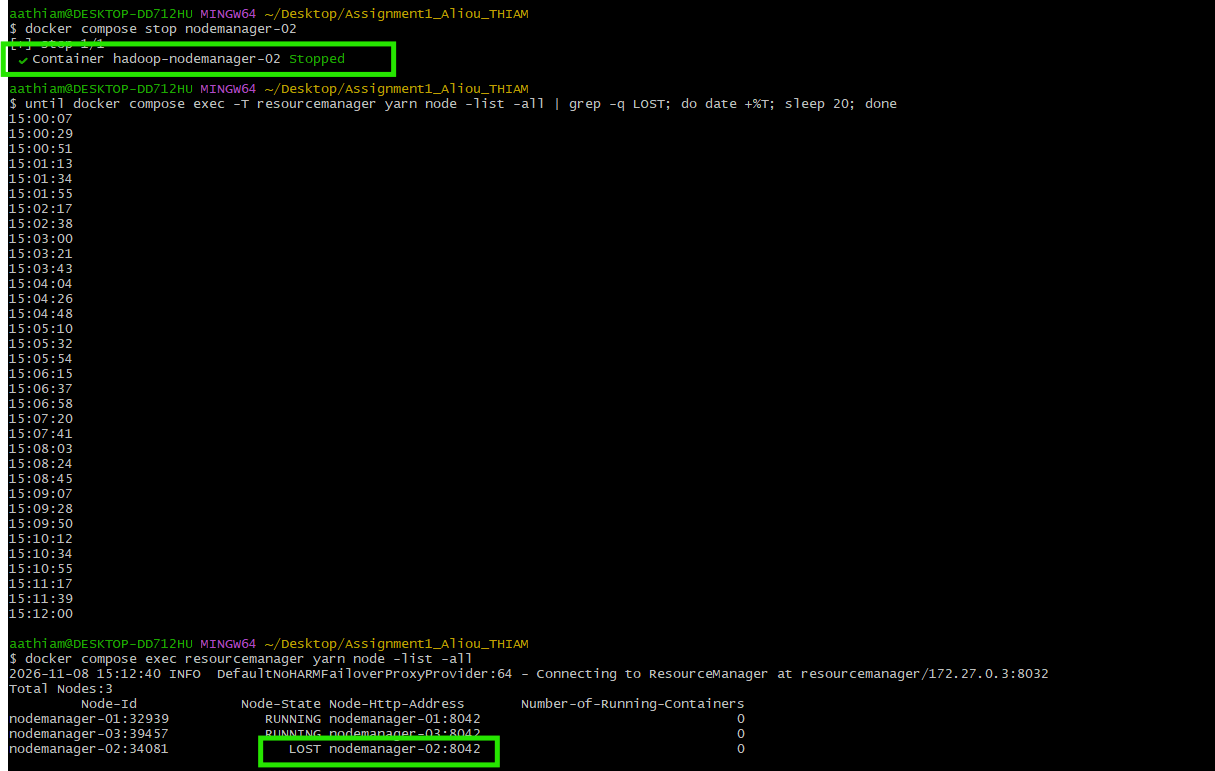 aathiam@DESKTOP-DD712HU MINGW64 ~/Desktop/Assignment1_Aliou_THIAM
$ docker compose stop nodemanager-02
[+] stop 1/1
✔ Container hadoop-nodemanager-02 Stopped
aathiam@DESKTOP-DD712HU MINGW64 ~/Desktop/Assignment1_Aliou_THIAM
$ until docker compose exec -T resourcemanager yarn node -list -all | grep -q LOST; do date +%T; sleep 20; done
15:00:07
15:00:29
15:00:51
15:01:13
15:01:34
15:01:55
15:02:17
15:02:38
15:03:00
15:03:21
15:03:43
15:04:04
15:04:26
15:04:48
15:05:10
15:05:32
15:05:54
15:06:15
15:06:37
15:06:58
15:07:20
15:07:41
15:08:03
15:08:24
15:08:45
15:09:07
15:09:28
15:09:50
15:10:12
15:10:34
15:10:55
15:11:17
15:11:39
15:12:00
aathiam@DESKTOP-DD712HU MINGW64 ~/Desktop/Assignment1_Aliou_THIAM
$ docker compose exec resourcemanager yarn node -list -all
2026-11-08 15:12:40 INFO  DefaultNoHARMFailoverProxyProvider:64 - Connecting to ResourceManager at resourcemanager/172.27.0.3:8032
Total Nodes:3
Node-Id Node-State Node-Http-Address Number-of-Running-Containers
nodemanager-01:32939 RUNNING nodemanager-01:8042 0
nodemanager-03:39457 RUNNING nodemanager-03:8042 0
nodemanager-02:34081 LOST nodemanager-02:8042 0